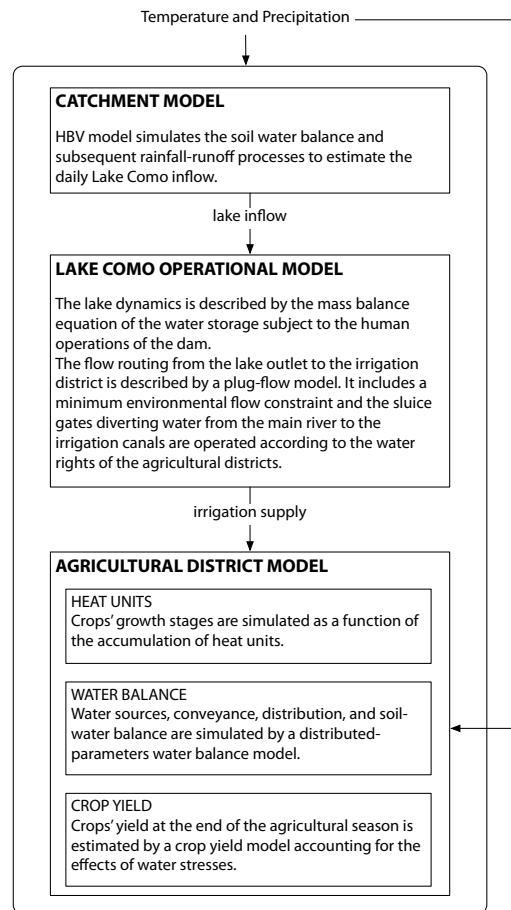 Temperature and Precipitation
CATCHMENT MODEL
HBV model simulates the soil water balance and
subsequent rainfall-runoff processes to estimate the
daily Lake Como inflow.
lake inflow
LAKE COMO OPERATIONAL MODEL
The lake dynamics is described by the mass balance
equation of the water storage subject to the human
operations of the dam.
The flow routing from the lake outlet to the irrigation
district is described by a plug-flow model. It includes a
minimum environmental flow constraint and the sluice
gates diverting water from the main river to the
irrigation canals are operated according to the water
rights of the agricultural districts.
irrigation supply
AGRICULTURAL DISTRICT MODEL
HEAT UNITS
Crops' growth stages are simulated as a function of
the accumulation of heat units.
WATER BALANCE
Water sources, conveyance, distribution, and soil-
water balance are simulated by a distributed-
parameters water balance model.
CROP YIELD
Crops' yield at the end of the agricultural season is
estimated by a crop yield model accounting for the
effects of water stresses.